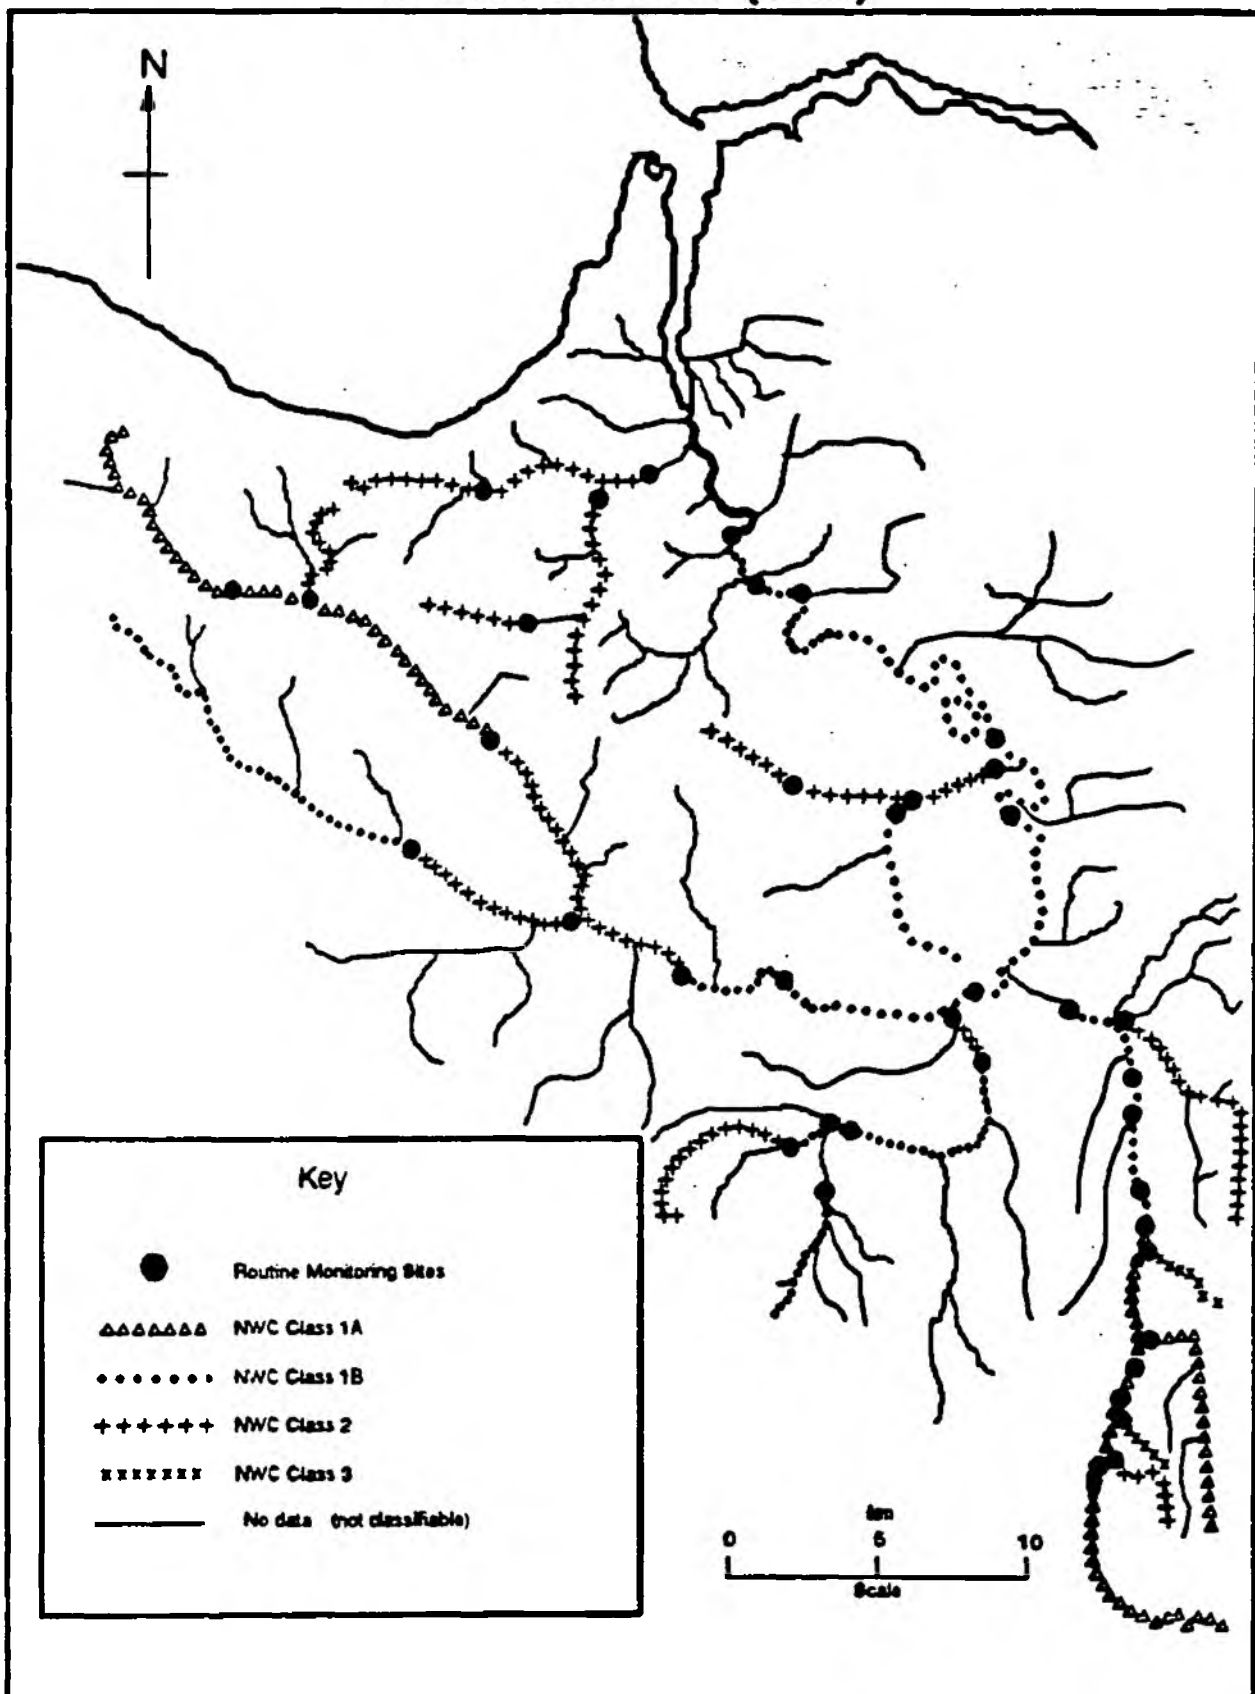 N
Key
Routine Monitoring Sites
NWC Class 1A
NWC Class 1B
NWC Class 2
NWC Class 3
No data (not classifiable)
km
0 5 10
Scale